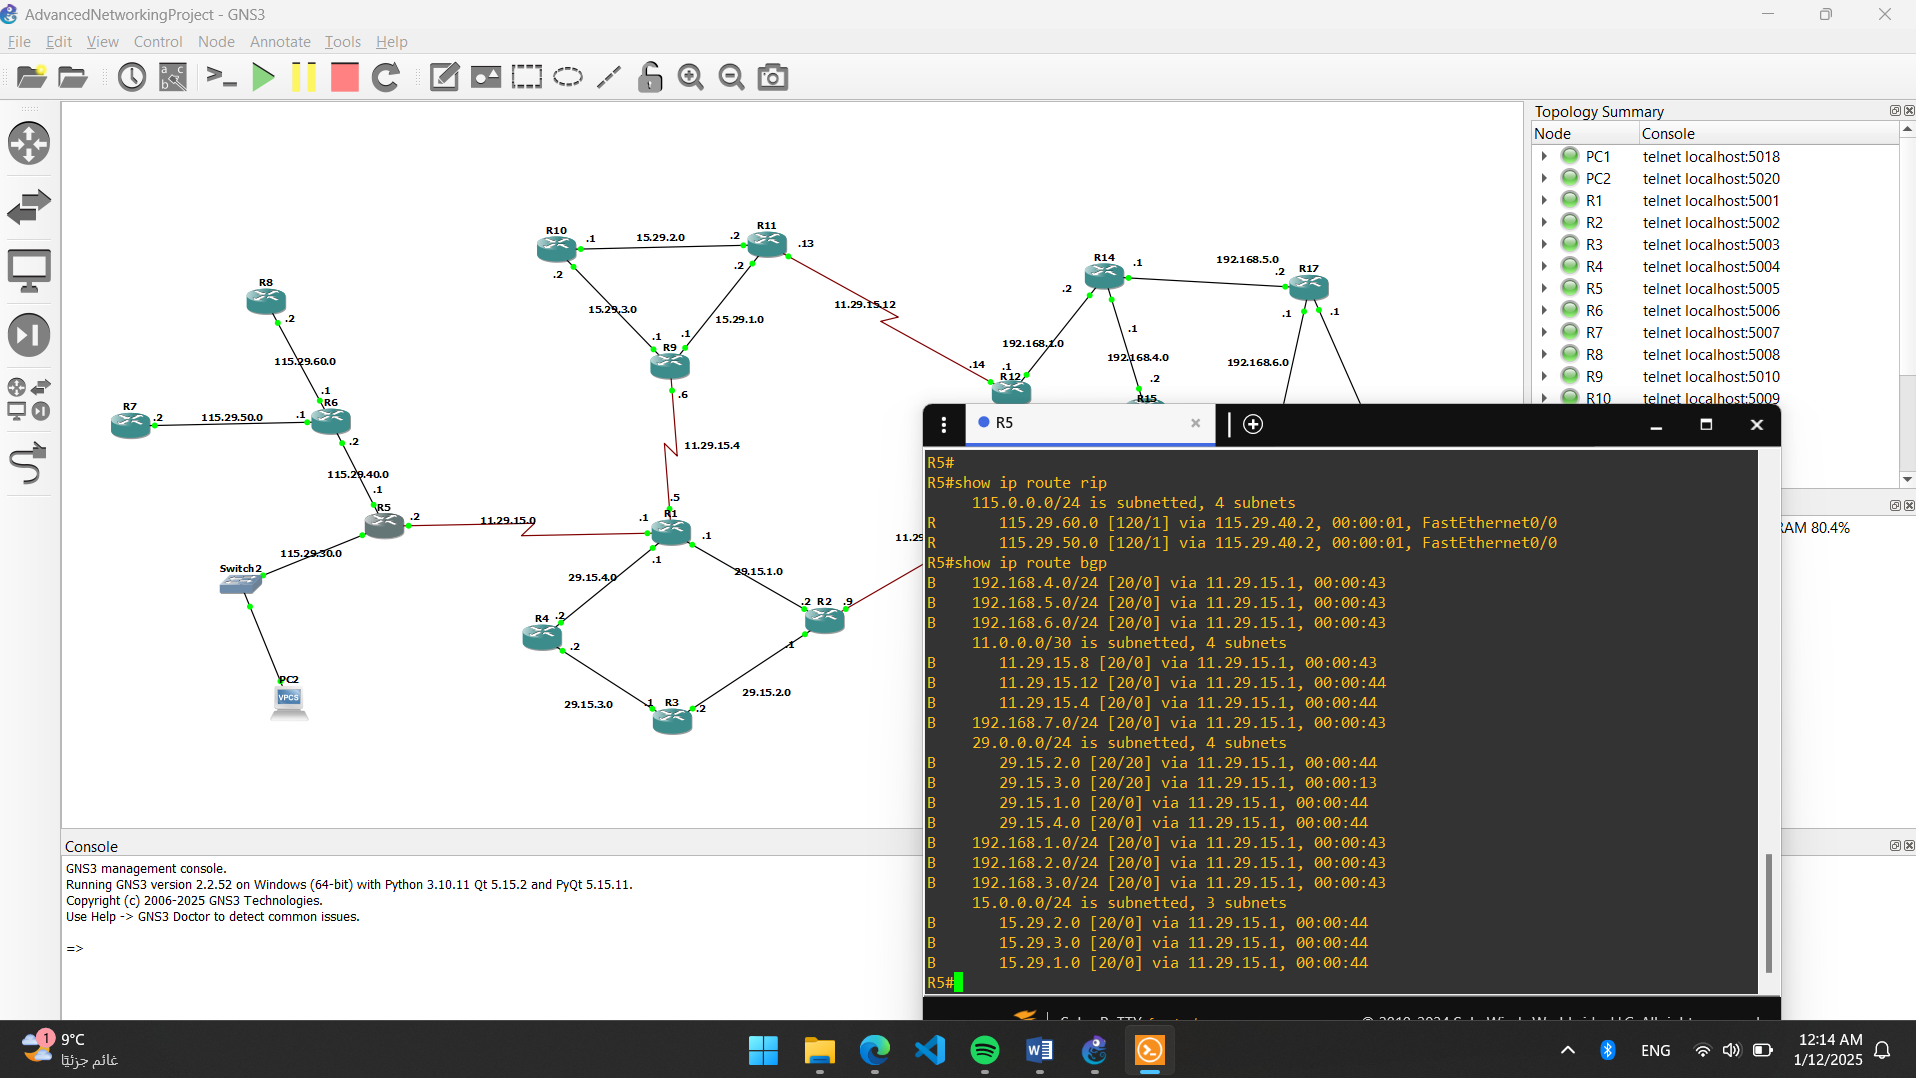 AdvancedNetworkingProject - GNS3
File Edit View Control Node Annotate Tools Help
Topology Summary
Node Console
PC1 telnet localhost:5018
PC2 telnet localhost:5020
R1 telnet localhost:5001
R2 telnet localhost:5002
R3 telnet localhost:5003
R4 telnet localhost:5004
R5 telnet localhost:5005
R6 telnet localhost:5006
R7 telnet localhost:5007
R8 telnet localhost:5008
R9 telnet localhost:5010
R10 telnet localhost:5009
RAM 80.4%
R10 .1 15.29.2.0 .2 R11 .13
.2 .2
R14 .1 192.168.5.0 .2 R17
.2 .1 .1
R8
.2
15.29.3.0 15.29.1.0 11.29.15.12
.1 .1
R9
.6
192.168.1.0 .1 192.168.4.0 192.168.6.0
.14 .1 .2
R12 R15
115.29.60.0
.1
R7 .2 115.29.50.0 .1 R6
.2
11.29.15.4
115.29.40.0
.1
R5 .2 11.29.15.0 .1 R1 .1
.5
.1
11.29
115.29.30.0
Switch2
29.15.4.0 29.15.1.0
.2 R2 .9
R4 .2
.2 .1
PC2
VPCS
29.15.3.0 .1 R3 .2 29.15.2.0
R5
R5#
R5#show ip route rip
115.0.0.0/24 is subnetted, 4 subnets
R 115.29.60.0 [120/1] via 115.29.40.2, 00:00:01, FastEthernet0/0
R 115.29.50.0 [120/1] via 115.29.40.2, 00:00:01, FastEthernet0/0
R5#show ip route bgp
B 192.168.4.0/24 [20/0] via 11.29.15.1, 00:00:43
B 192.168.5.0/24 [20/0] via 11.29.15.1, 00:00:43
B 192.168.6.0/24 [20/0] via 11.29.15.1, 00:00:43
11.0.0.0/30 is subnetted, 4 subnets
B 11.29.15.8 [20/0] via 11.29.15.1, 00:00:43
B 11.29.15.12 [20/0] via 11.29.15.1, 00:00:44
B 11.29.15.4 [20/0] via 11.29.15.1, 00:00:44
B 192.168.7.0/24 [20/0] via 11.29.15.1, 00:00:43
29.0.0.0/24 is subnetted, 4 subnets
B 29.15.2.0 [20/20] via 11.29.15.1, 00:00:44
B 29.15.3.0 [20/20] via 11.29.15.1, 00:00:13
B 29.15.1.0 [20/0] via 11.29.15.1, 00:00:44
B 29.15.4.0 [20/0] via 11.29.15.1, 00:00:44
B 192.168.1.0/24 [20/0] via 11.29.15.1, 00:00:43
B 192.168.2.0/24 [20/0] via 11.29.15.1, 00:00:43
B 192.168.3.0/24 [20/0] via 11.29.15.1, 00:00:43
15.0.0.0/24 is subnetted, 3 subnets
B 15.29.2.0 [20/0] via 11.29.15.1, 00:00:44
B 15.29.3.0 [20/0] via 11.29.15.1, 00:00:44
B 15.29.1.0 [20/0] via 11.29.15.1, 00:00:44
R5#
Console
GNS3 management console.
Running GNS3 version 2.2.52 on Windows (64-bit) with Python 3.10.11 Qt 5.15.2 and PyQt 5.15.11.
Copyright (c) 2006-2025 GNS3 Technologies.
Use Help -> GNS3 Doctor to detect common issues.
=>
1
9°C
غائم جزئيًا
ENG
12:14 AM
1/12/2025